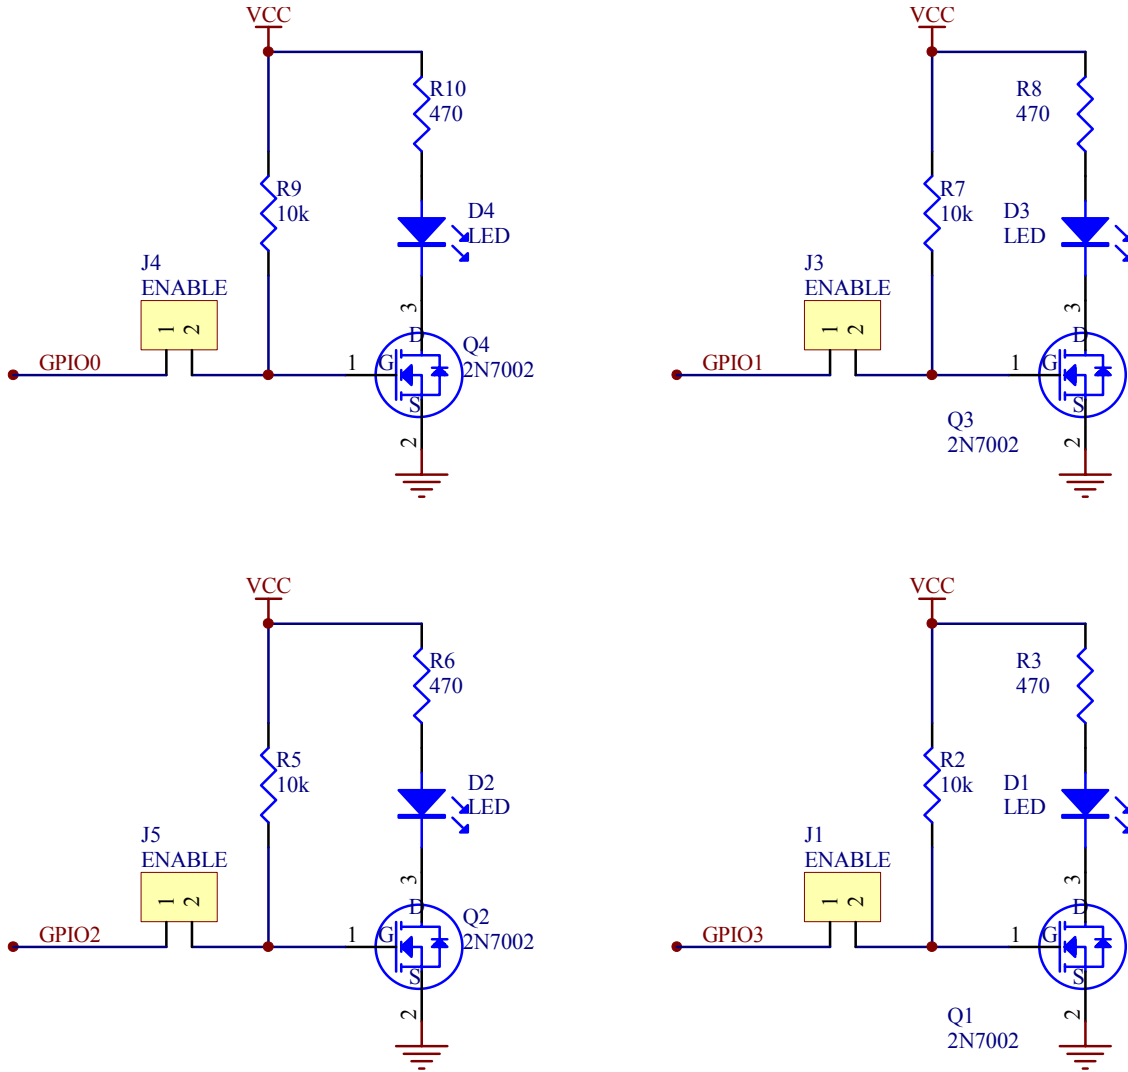 VCC
R10
470
R9
10k
D4
LED
J4
ENABLE
1
2
GPIO0
3
D
1
G
Q4
2N7002
S
2
VCC
R8
470
R7
10k
D3
LED
J3
ENABLE
1
2
GPIO1
3
D
1
G
S
Q3
2N7002
2
VCC
R6
470
R5
10k
D2
LED
J5
ENABLE
1
2
GPIO2
3
D
1
G
Q2
2N7002
S
2
VCC
R3
470
R2
10k
D1
LED
J1
ENABLE
1
2
GPIO3
3
D
1
G
S
Q1
2N7002
2